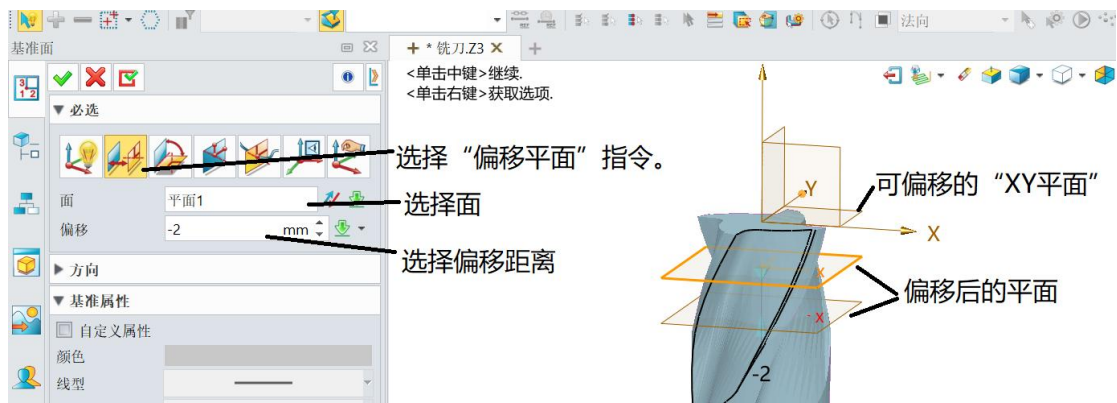 法向
基准面
* 铣刀.Z3
<单击中键>继续.
<单击右键>获取选项.
▼ 必选
选择“偏移平面”指令。
面
平面1
选择面
偏移
-2
mm
选择偏移距离
▶ 方向
▼ 基准属性
自定义属性
颜色
线型
Y
可偏移的“XY平面”
X
偏移后的平面
Y
X
X
-2